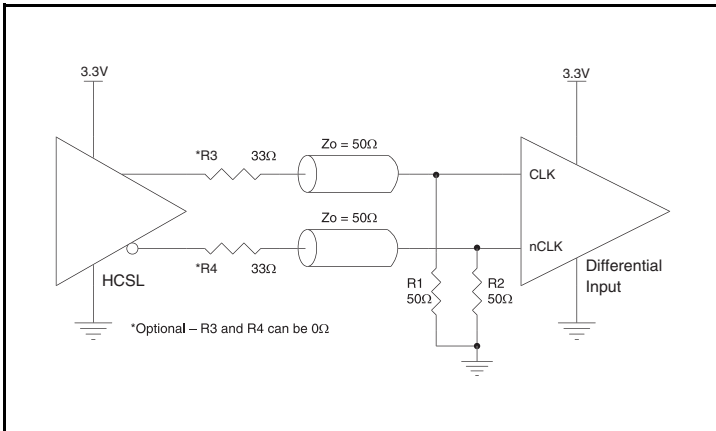 3.3V
3.3V
*R3 33Ω
Zo = 50Ω
CLK
Zo = 50Ω
nCLK
*R4 33Ω
HCSL
R1
50Ω
R2
50Ω
Differential
Input
*Optional – R3 and R4 can be 0Ω